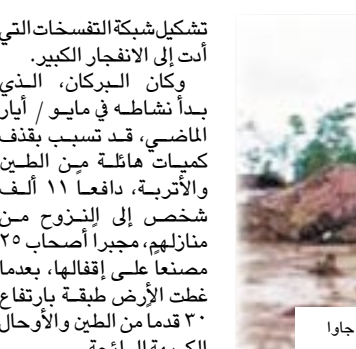 تشكيل شبكة التفسخات التي
أدت إلى الانفجار الكبير.
وكان البركان، الذي
بدأ نشاطه في مايو / أيار
الماضي، قد تسبب بقذف
كميات هائلة من الطين
والأتربة، دافعاً ١١ ألف
شخص إلى النزوح من
منازلهم، مجبراً أصحاب ٢٥
مصنعا على إقفالها، بعدما
غطت الأرض طبقة بارتفاع
٣٠ قدماً من الطين والأوحال
جاوا